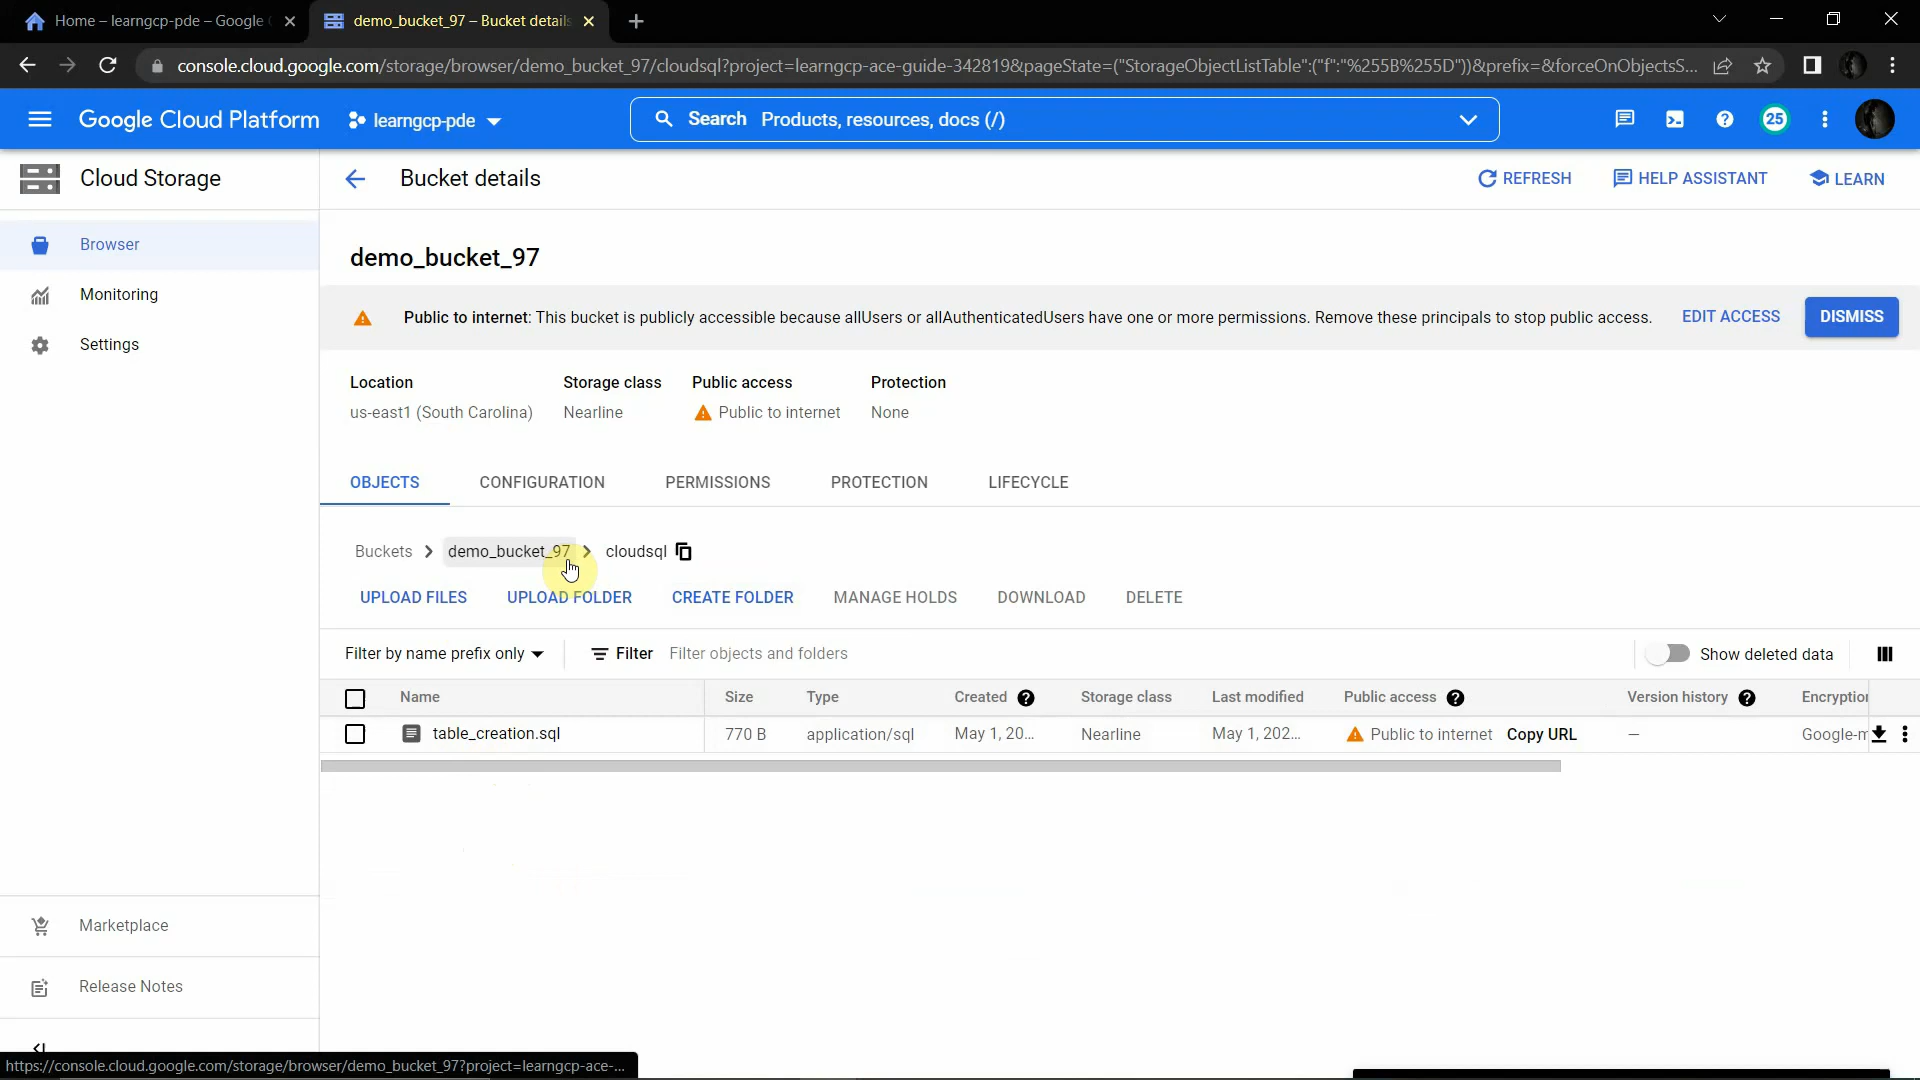 Home – learngcp-pde – Google
demo_bucket_97 – Bucket details
console.cloud.google.com/storage/browser/demo_bucket_97/cloudsql?project=learngcp-ace-guide-342819&pageState=("StorageObjectListTable":("f":"%255B%255D"))&prefix=&forceOnObjectsS...
Google Cloud Platform
learngcp-pde
Search Products, resources, docs (/)
25
Cloud Storage
Bucket details
REFRESH
HELP ASSISTANT
LEARN
Browser
Monitoring
Settings
demo_bucket_97
Public to internet: This bucket is publicly accessible because allUsers or allAuthenticatedUsers have one or more permissions. Remove these principals to stop public access.
EDIT ACCESS
DISMISS
Location Storage class Public access Protection
us-east1 (South Carolina) Nearline Public to internet None
OBJECTS CONFIGURATION PERMISSIONS PROTECTION LIFECYCLE
Buckets > demo_bucket_97 > cloudsql
UPLOAD FILES UPLOAD FOLDER CREATE FOLDER MANAGE HOLDS DOWNLOAD DELETE
Filter by name prefix only Filter Filter objects and folders Show deleted data
Name Size Type Created Storage class Last modified Public access Version history Encryption
table_creation.sql 770 B application/sql May 1, 20... Nearline May 1, 202... Public to internet Copy URL — Google-m
Marketplace
Release Notes
https://console.cloud.google.com/storage/browser/demo_bucket_97?project=learngcp-ace-...